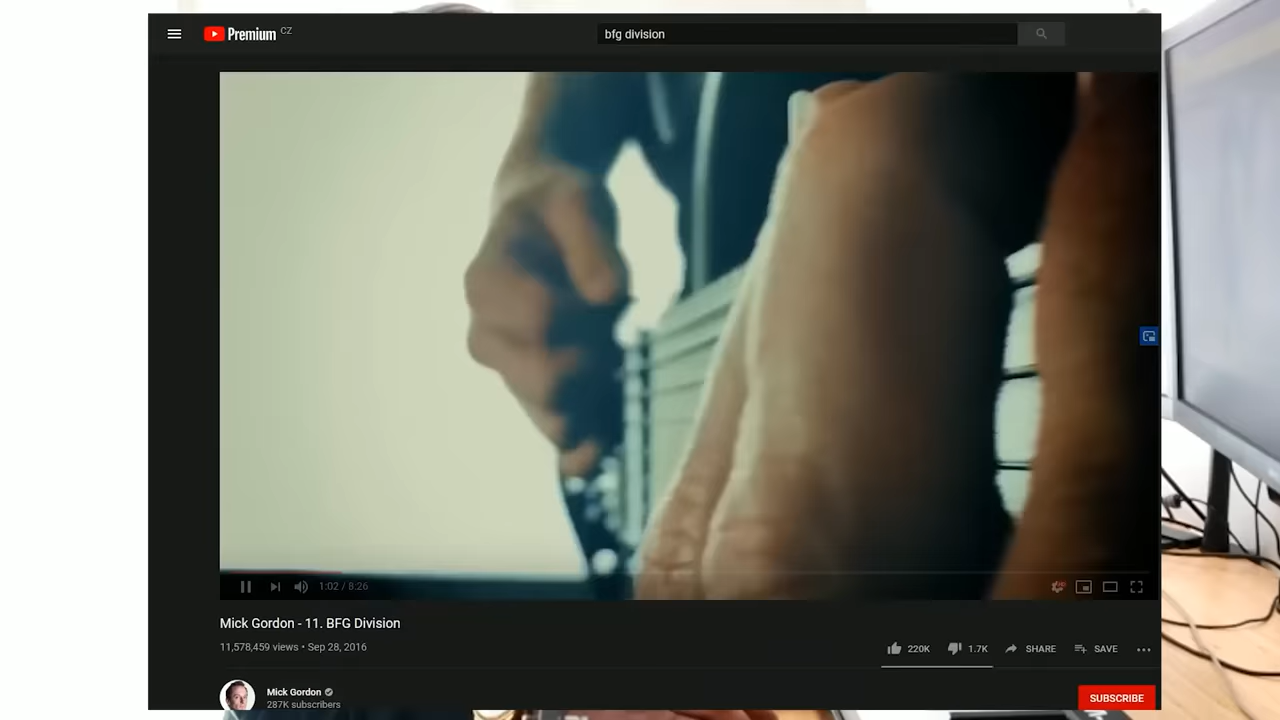 Premium CZ
bfg division
1:02 / 8:26
Mick Gordon - 11. BFG Division
11,578,459 views • Sep 28, 2016
220K 1.7K SHARE SAVE
Mick Gordon
287K subscribers
SUBSCRIBE